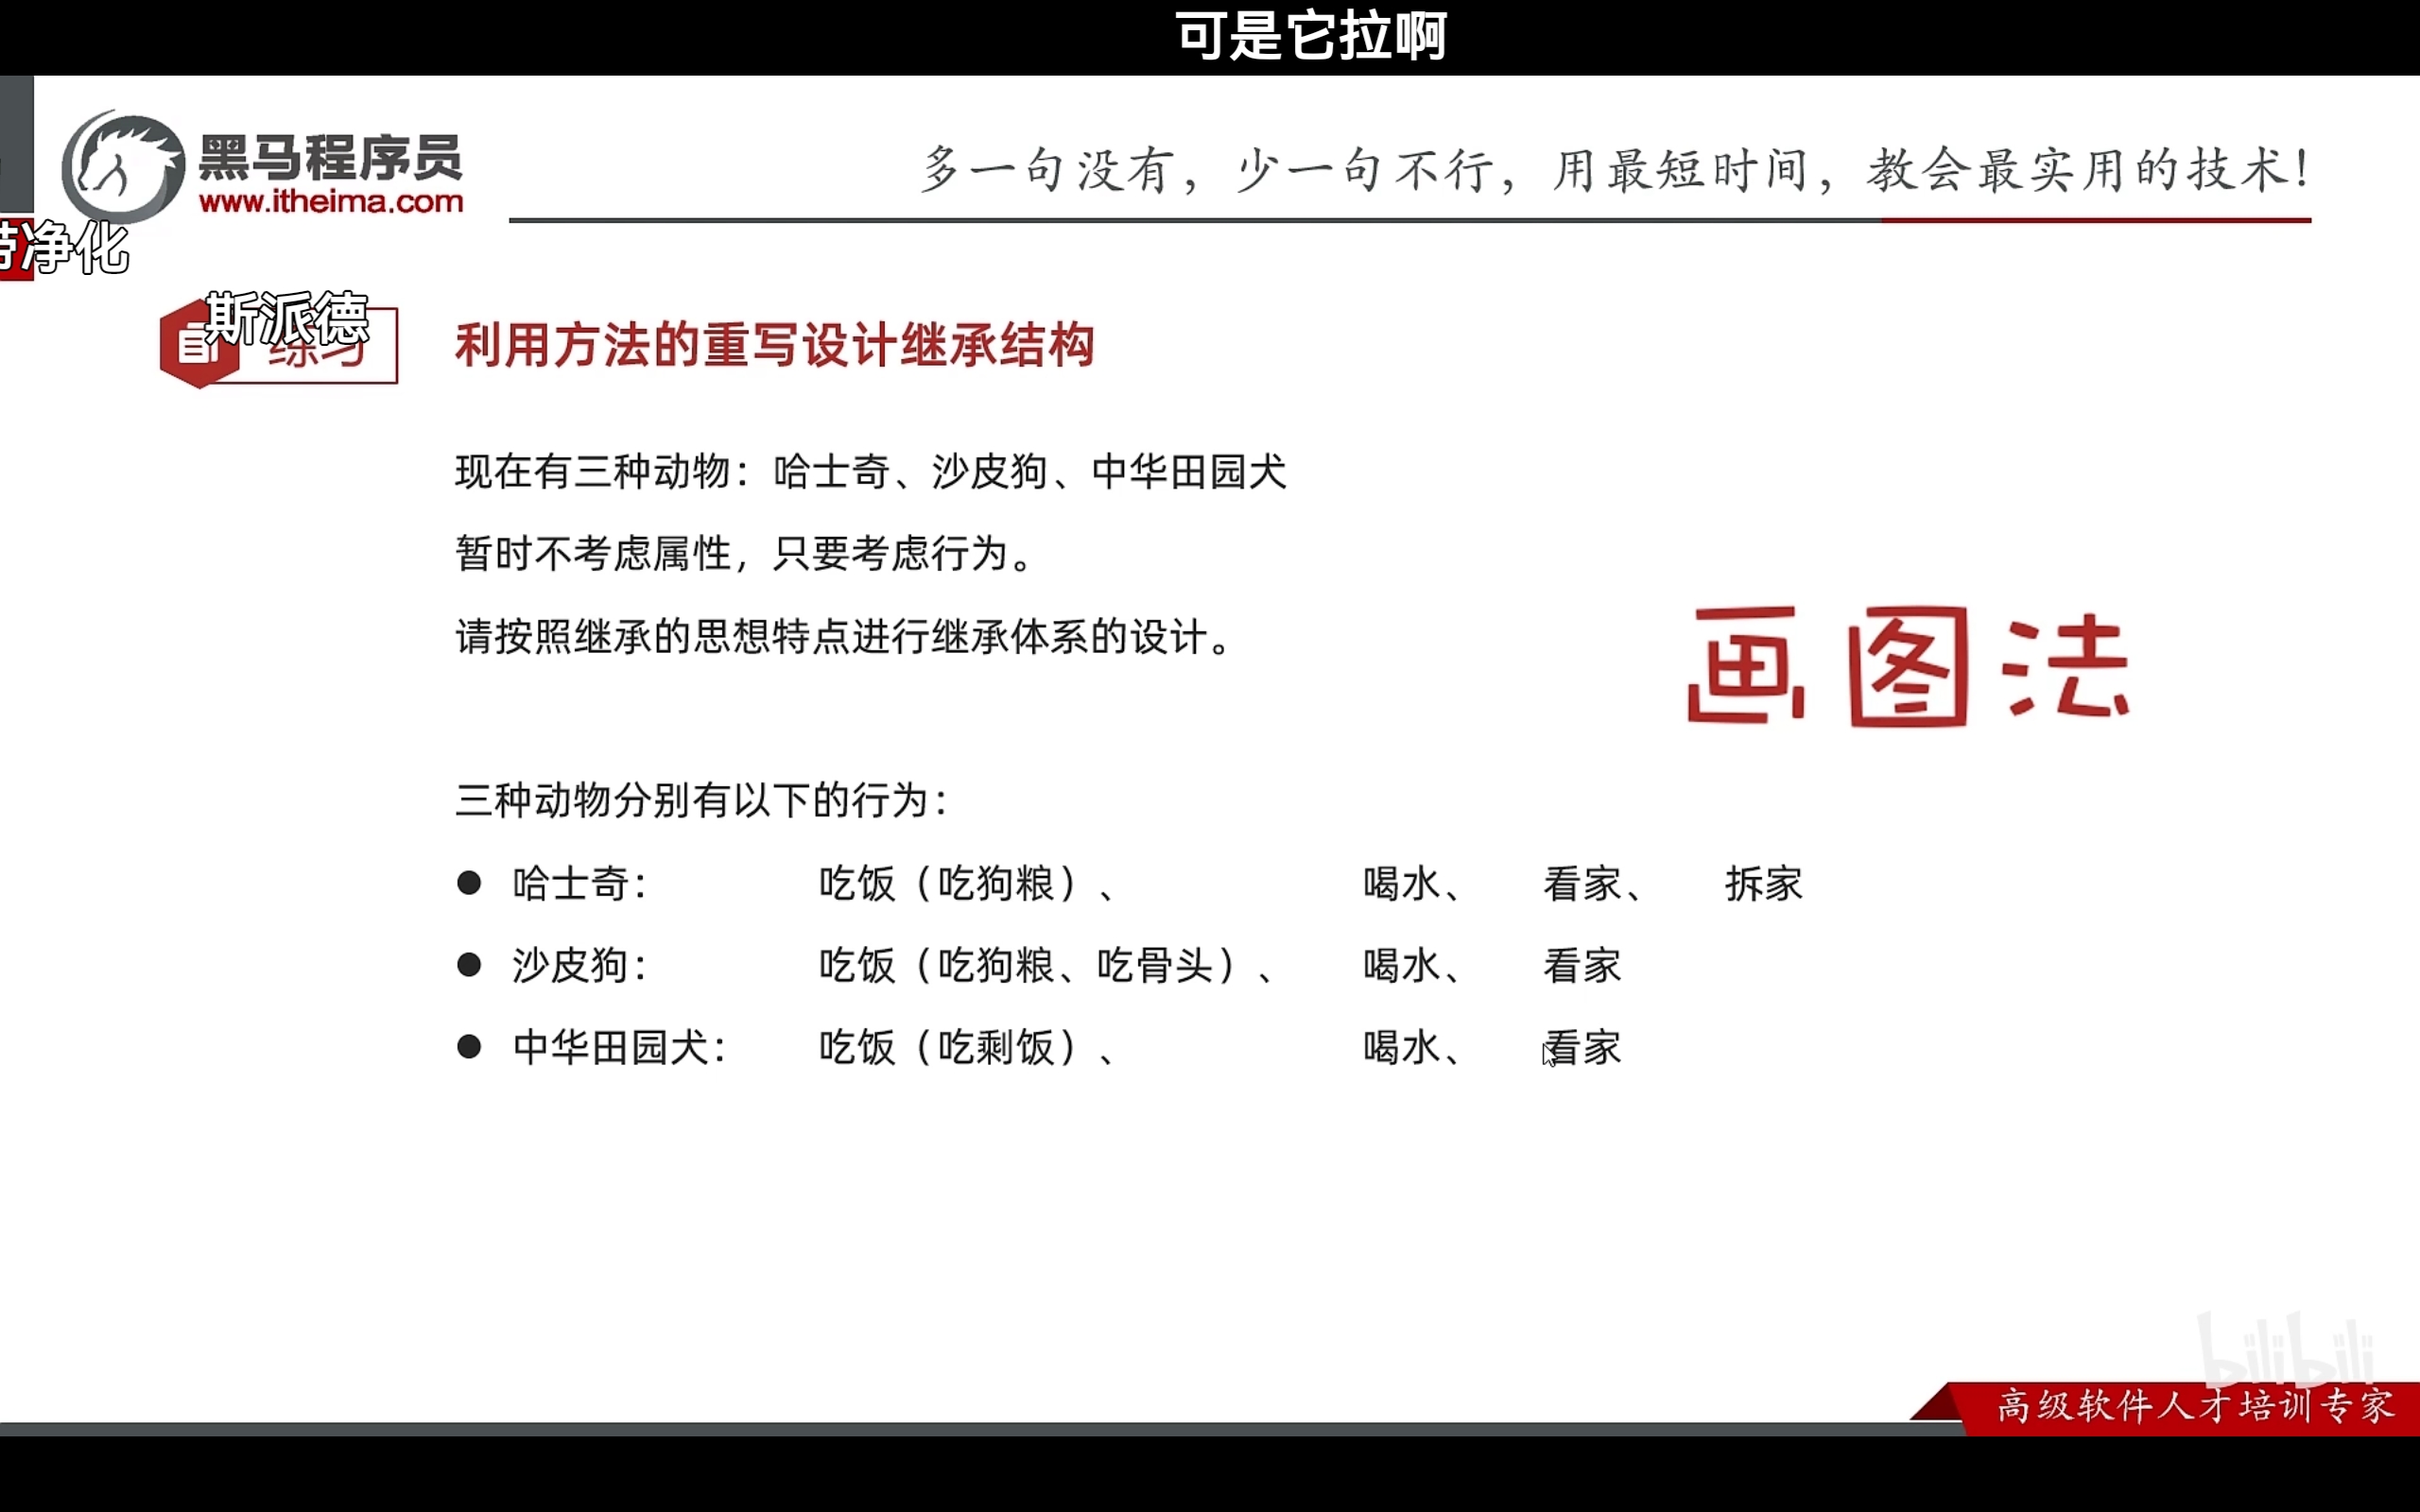 可是它拉啊
黑马程序员
www.itheima.com
多一句没有，少一句不行，用最短时间，教会最实用的技术！
净化
斯派德
练习
利用方法的重写设计继承结构
现在有三种动物：哈士奇、沙皮狗、中华田园犬
暂时不考虑属性，只要考虑行为。
请按照继承的思想特点进行继承体系的设计。
画图法
三种动物分别有以下的行为：
● 哈士奇： 吃饭（吃狗粮）、 喝水、 看家、 拆家
● 沙皮狗： 吃饭（吃狗粮、吃骨头）、 喝水、 看家
● 中华田园犬： 吃饭（吃剩饭）、 喝水、 看家
bilibili
高级软件人才培训专家